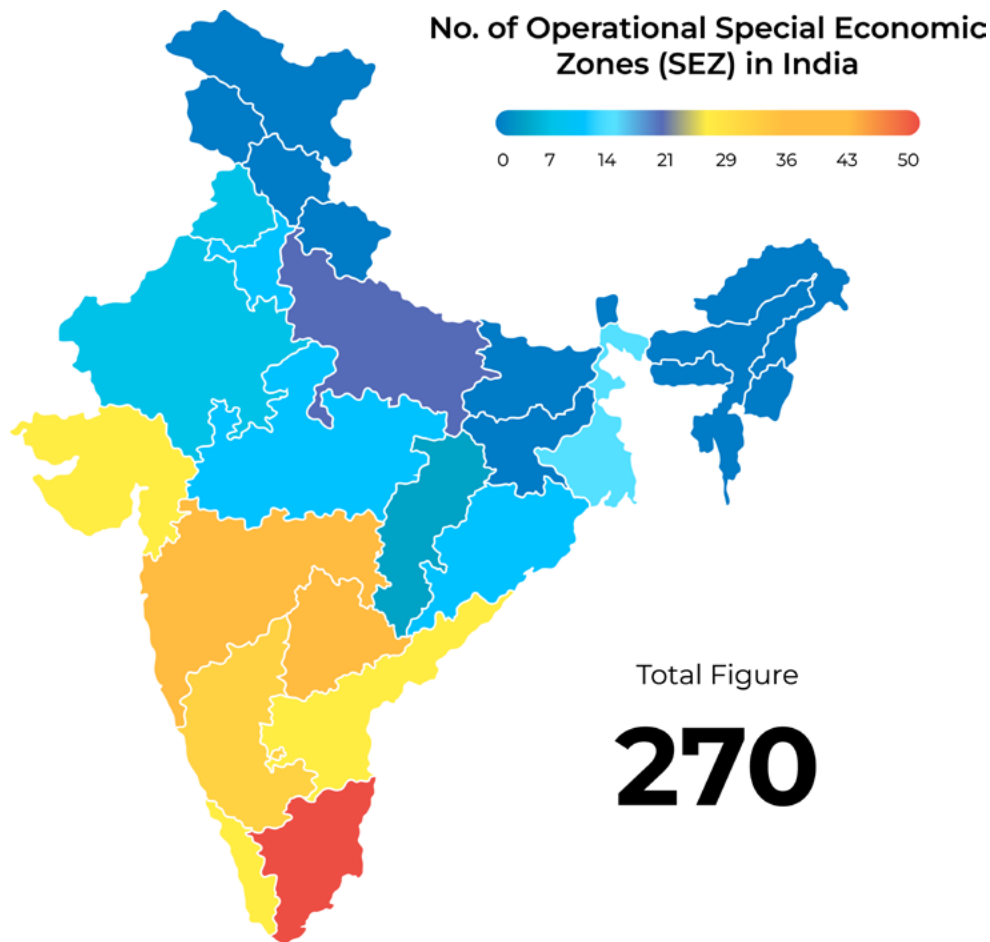 No. of Operational Special Economic
Zones (SEZ) in India
0 7 14 21 29 36 43 50
Total Figure
270